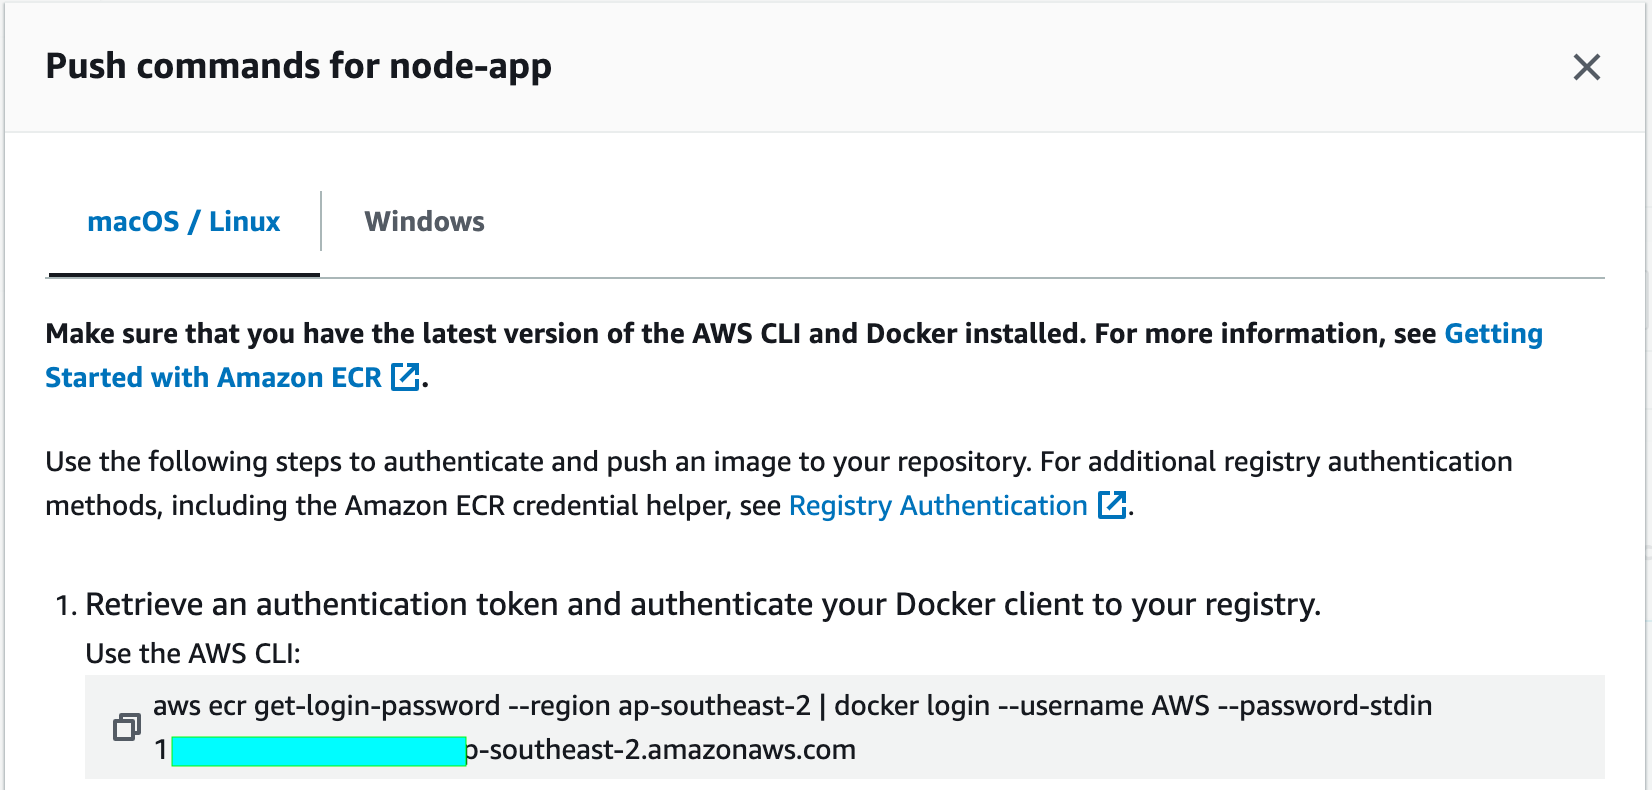 Push commands for node-app
macOS / Linux
Windows
Make sure that you have the latest version of the AWS CLI and Docker installed. For more information, see Getting
Started with Amazon ECR.
Use the following steps to authenticate and push an image to your repository. For additional registry authentication
methods, including the Amazon ECR credential helper, see Registry Authentication.
1. Retrieve an authentication token and authenticate your Docker client to your registry.
Use the AWS CLI:
aws ecr get-login-password --region ap-southeast-2 | docker login --username AWS --password-stdin
1 p-southeast-2.amazonaws.com